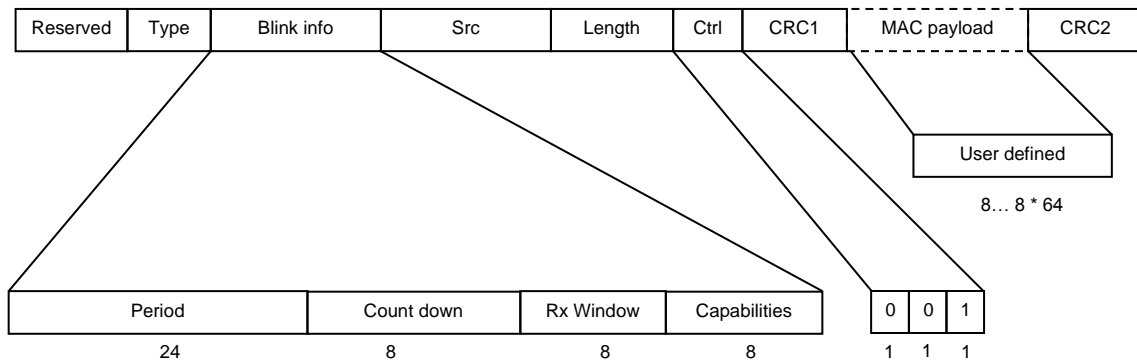 Reserved Type Blink info Src Length Ctrl CRC1 MAC payload CRC2
User defined
8... 8 * 64
Period Count down Rx Window Capabilities 0 0 1
24 8 8 8 1 1 1